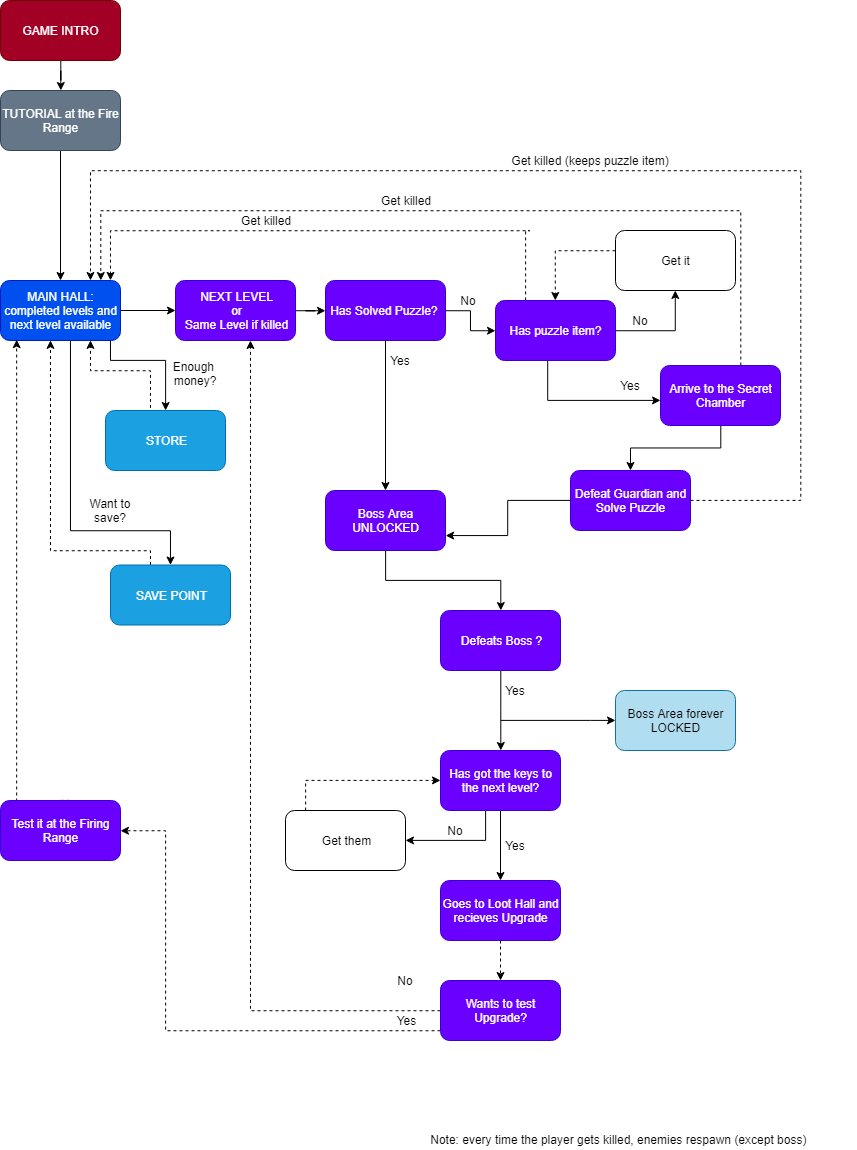 GAME INTRO
TUTORIAL at the Fire
Range
Get killed (keeps puzzle item)
Get killed
Get killed
Get it
MAIN HALL:
completed levels and
next level available
NEXT LEVEL
or
Same Level if killed
Has Solved Puzzle?
No
Has puzzle item?
No
Yes
Enough
money?
Yes
Arrive to the Secret
Chamber
STORE
Want to
save?
Boss Area
UNLOCKED
Defeat Guardian and
Solve Puzzle
SAVE POINT
Defeats Boss ?
Yes
Boss Area forever
LOCKED
Has got the keys to
the next level?
Test it at the Firing
Range
Get them
No
Yes
Goes to Loot Hall and
recieves Upgrade
No
Wants to test
Upgrade?
Yes
Note: every time the player gets killed, enemies respawn (except boss)